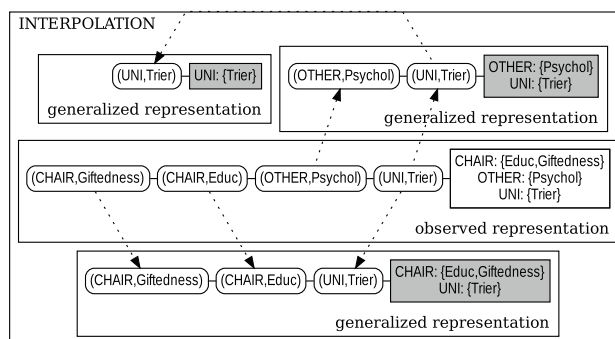 INTERPOLATION
(UNI,Trier) UNI: {Trier}
generalized representation
(OTHER,Psychol) (UNI,Trier) OTHER: {Psychol}
UNI: {Trier}
generalized representation
(CHAIR,Giftedness) (CHAIR,Educ) (OTHER,Psychol) (UNI,Trier) CHAIR: {Educ,Giftedness}
OTHER: {Psychol}
UNI: {Trier}
observed representation
(CHAIR,Giftedness) (CHAIR,Educ) (UNI,Trier) CHAIR: {Educ,Giftedness}
UNI: {Trier}
generalized representation